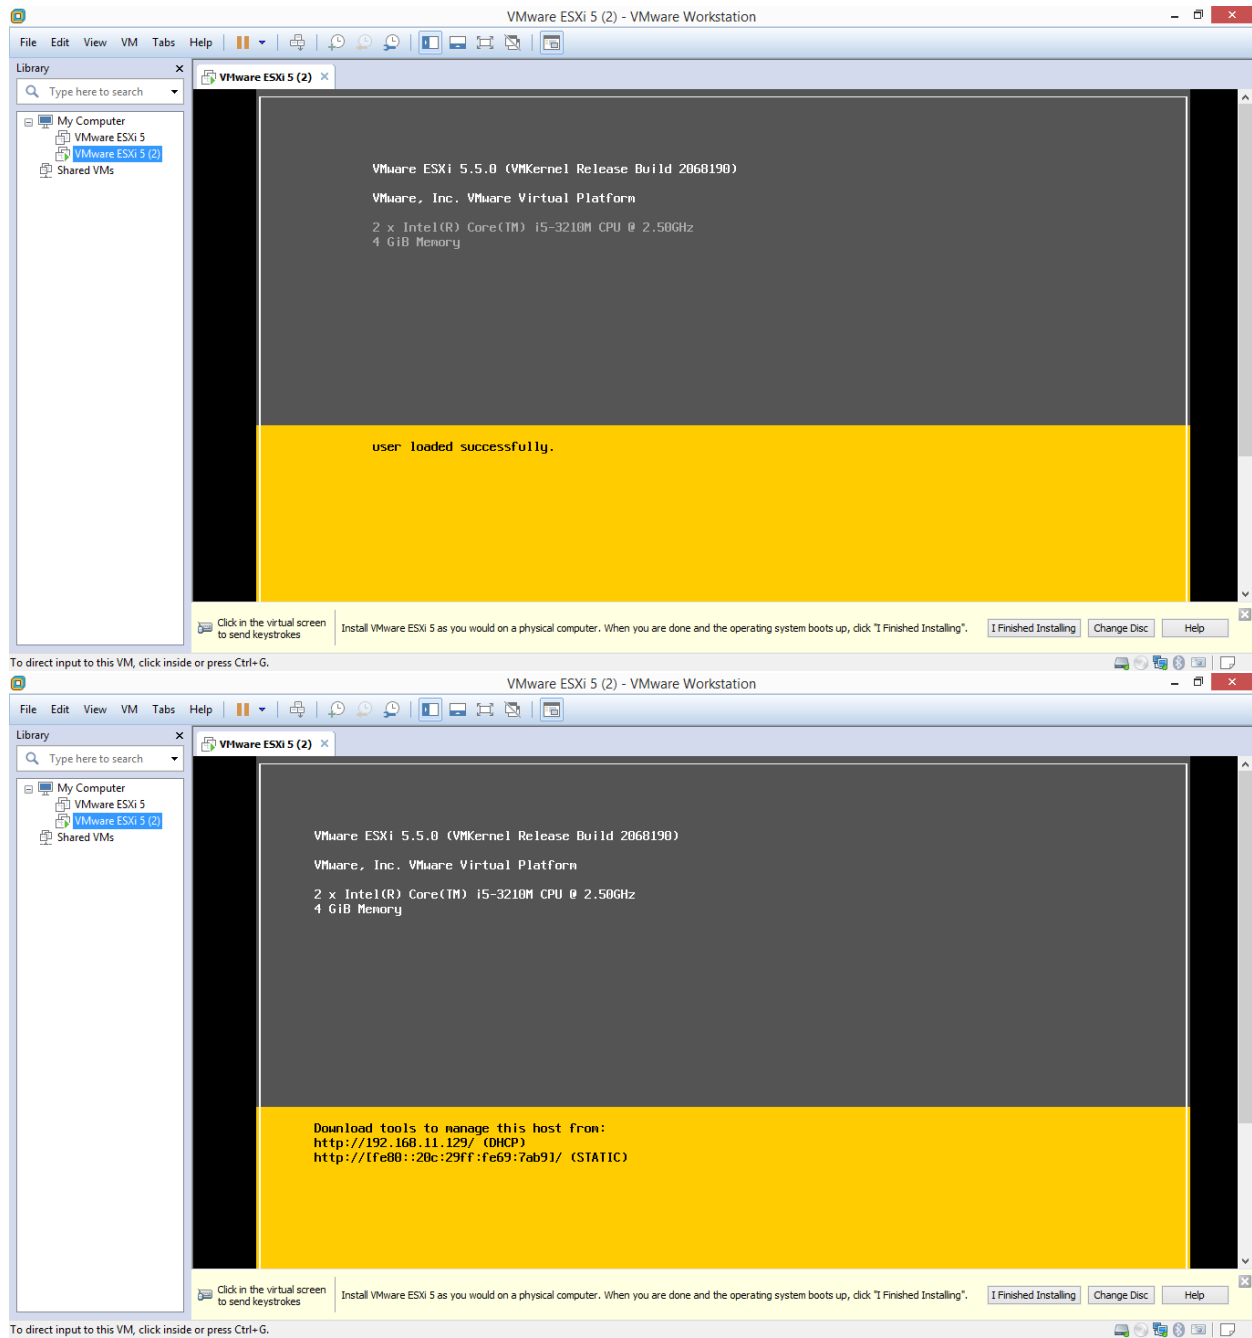 VMware ESXi 5 (2) - VMware Workstation
File Edit View VM Tabs Help
Library
VMware ESXi 5 (2)
Type here to search
My Computer
VMware ESXi 5
VMware ESXi 5 (2)
Shared VMs
VMware ESXi 5.5.0 (VMKernel Release Build 2068190)
VMware, Inc. VMware Virtual Platform
2 x Intel(R) Core(TM) i5-3210M CPU @ 2.50GHz
4 GiB Memory
user loaded successfully.
Click in the virtual screen
to send keystrokes
Install VMware ESXi 5 as you would on a physical computer. When you are done and the operating system boots up, click "I Finished Installing".
I Finished Installing
Change Disc
Help
To direct input to this VM, click inside or press Ctrl+G.
VMware ESXi 5 (2) - VMware Workstation
File Edit View VM Tabs Help
Library
VMware ESXi 5 (2)
Type here to search
My Computer
VMware ESXi 5
VMware ESXi 5 (2)
Shared VMs
VMware ESXi 5.5.0 (VMKernel Release Build 2068190)
VMware, Inc. VMware Virtual Platform
2 x Intel(R) Core(TM) i5-3210M CPU @ 2.50GHz
4 GiB Memory
Download tools to manage this host from:
http://192.168.11.129/ (DHCP)
http://[fe80::20c:29ff:fe69:7ab9]/ (STATIC)
Click in the virtual screen
to send keystrokes
Install VMware ESXi 5 as you would on a physical computer. When you are done and the operating system boots up, click "I Finished Installing".
I Finished Installing
Change Disc
Help
To direct input to this VM, click inside or press Ctrl+G.